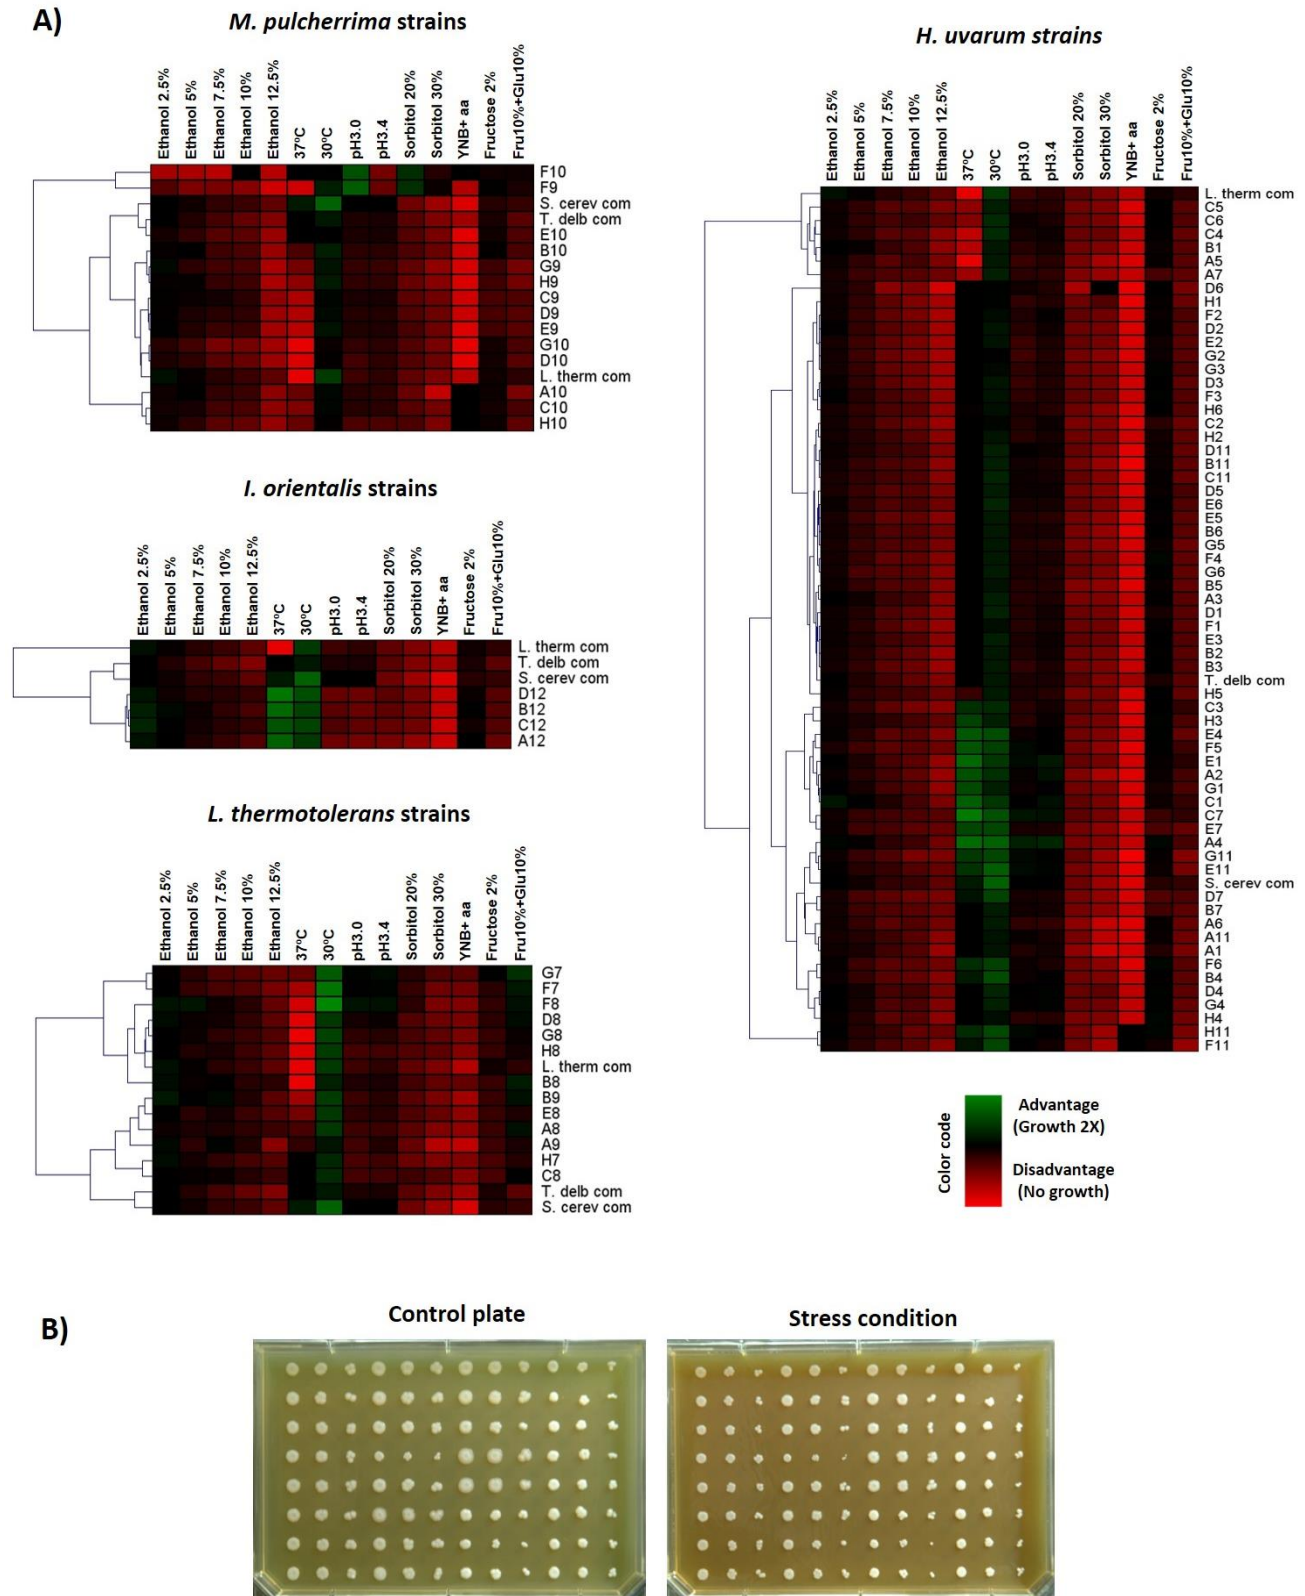 A)
M. pulcherrima strains
Ethanol 2.5%
Ethanol 5%
Ethanol 7.5%
Ethanol 10%
Ethanol 12.5%
37ºC
30ºC
pH3.0
pH3.4
Sorbitol 20%
Sorbitol 30%
YNB+ aa
Fructose 2%
Fru10%+Glu10%
F10
F9
S. cerev com
T. delb com
E10
B10
G9
H9
C9
D9
E9
G10
D10
L. therm com
A10
C10
H10
I. orientalis strains
Ethanol 2.5%
Ethanol 5%
Ethanol 7.5%
Ethanol 10%
Ethanol 12.5%
37ºC
30ºC
pH3.0
pH3.4
Sorbitol 20%
Sorbitol 30%
YNB+ aa
Fructose 2%
Fru10%+Glu10%
L. therm com
T. delb com
S. cerev com
D12
B12
C12
A12
L. thermotolerans strains
Ethanol 2.5%
Ethanol 5%
Ethanol 7.5%
Ethanol 10%
Ethanol 12.5%
37ºC
30ºC
pH3.0
pH3.4
Sorbitol 20%
Sorbitol 30%
YNB+ aa
Fructose 2%
Fru10%+Glu10%
G7
F7
F8
D8
G8
H8
L. therm com
B8
B9
E8
A8
A9
H7
C8
T. delb com
S. cerev com
H. uvarum strains
Ethanol 2.5%
Ethanol 5%
Ethanol 7.5%
Ethanol 10%
Ethanol 12.5%
37ºC
30ºC
pH3.0
pH3.4
Sorbitol 20%
Sorbitol 30%
YNB+ aa
Fructose 2%
Fru10%+Glu10%
L. therm com
C5
C6
C4
B1
A5
A7
D6
H1
F2
D2
E2
G2
G3
D3
F3
H6
C2
H2
D11
B11
C11
D5
E6
E5
B6
G5
F4
G6
B5
A3
D1
F1
E3
B2
B3
T. delb com
H5
C3
H3
E4
F5
E1
A2
G1
C1
C7
E7
A4
G11
E11
S. cerev com
D7
B7
A6
A11
A1
F6
B4
D4
G4
H4
H11
F11
Color code
Advantage
(Growth 2X)
Disadvantage
(No growth)
B)
Control plate
Stress condition